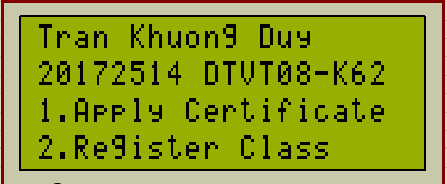 Tran Khuong Duy
20172514 DTVT08-K62
1.Apply Certificate
2.Register Class